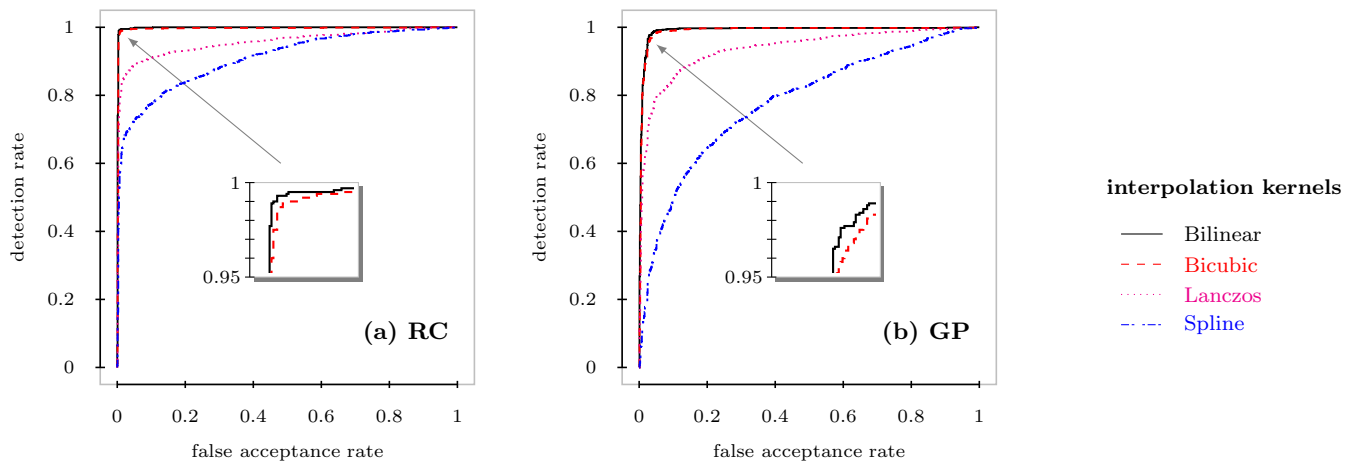 1
0.8
0.6
0.4
0.2
0
detection rate
0 0.2 0.4 0.6 0.8 1
false acceptance rate
1
0.95
(a) RC
1
0.8
0.6
0.4
0.2
0
detection rate
0 0.2 0.4 0.6 0.8 1
false acceptance rate
1
0.95
(b) GP
interpolation kernels
Bilinear
Bicubic
Lanczos
Spline